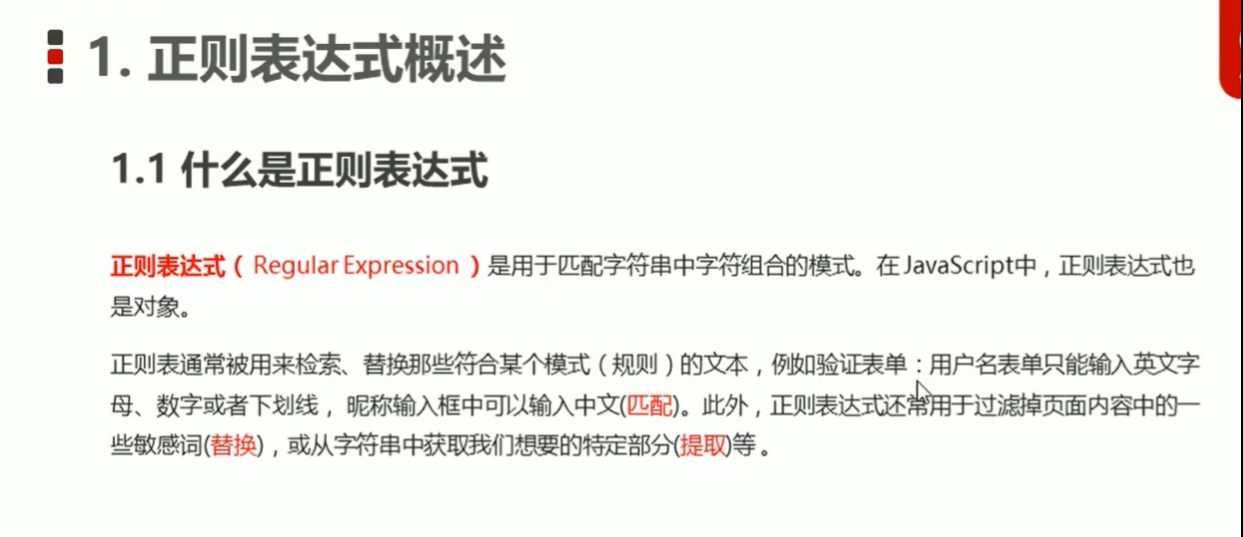 1. 正则表达式概述
1.1 什么是正则表达式
正则表达式（ Regular Expression ）是用于匹配字符串中字符组合的模式。在 JavaScript中，正则表达式也
是对象。
正则表通常被用来检索、替换那些符合某个模式（规则）的文本，例如验证表单：用户名表单只能输入英文字
母、数字或者下划线， 昵称输入框中可以输入中文(匹配)。此外，正则表达式还常用于过滤掉页面内容中的一
些敏感词(替换)，或从字符串中获取我们想要的特定部分(提取)等 。